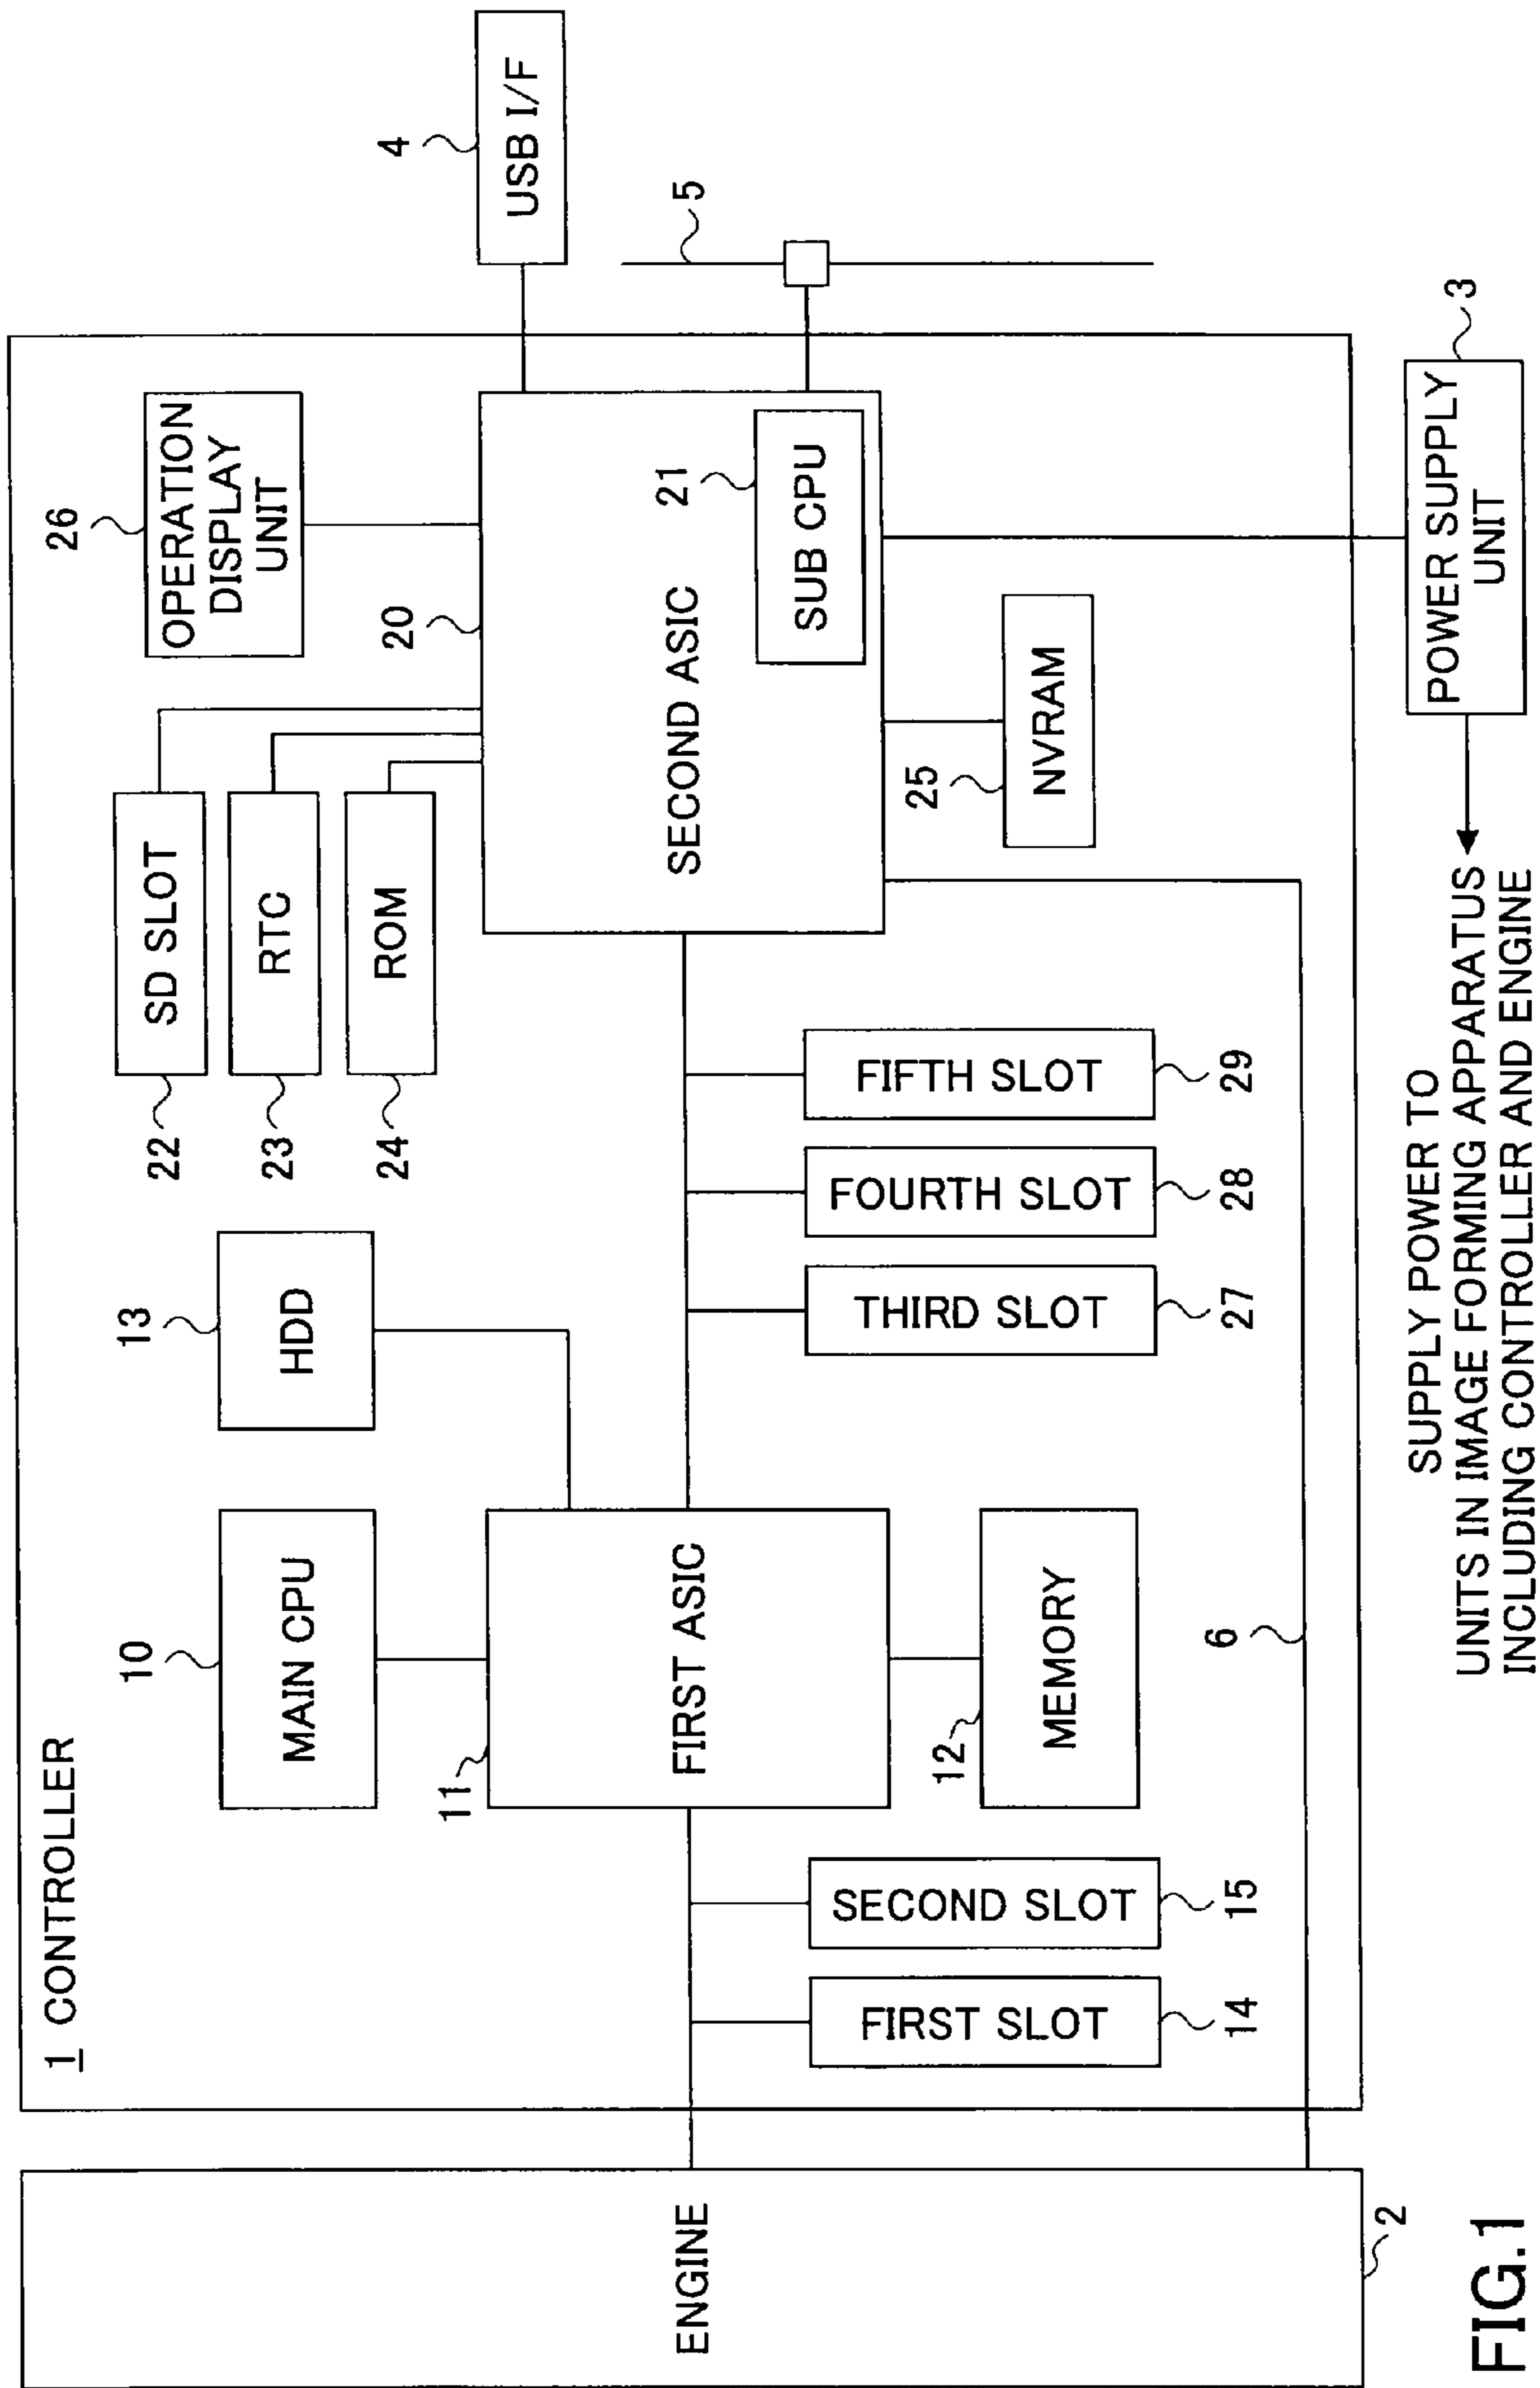 1 CONTROLLER
ENGINE
2
10
MAIN CPU
13
HDD
11
FIRST ASIC
12
MEMORY
FIRST SLOT
14
SECOND SLOT
15
THIRD SLOT
27
FOURTH SLOT
28
FIFTH SLOT
29
22
SD SLOT
23
RTC
24
ROM
26
OPERATION
DISPLAY
UNIT
20
SECOND ASIC
21
SUB CPU
25
NVRAM
4
USB I/F
5
6
3
POWER SUPPLY
UNIT
SUPPLY POWER TO
UNITS IN IMAGE FORMING APPARATUS
INCLUDING CONTROLLER AND ENGINE
FIG.1